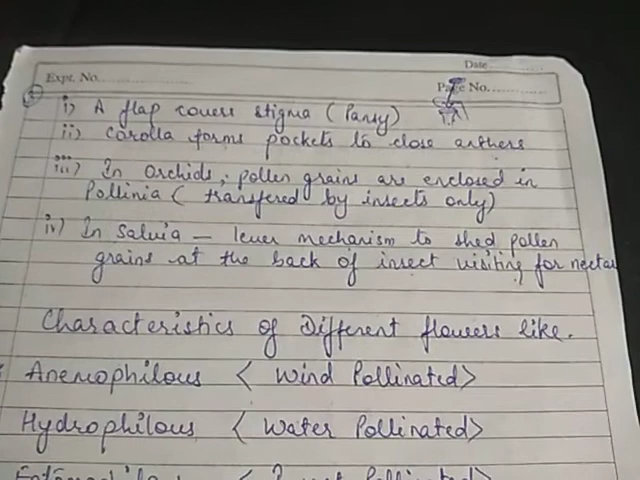 Date
Expt. No.
Page No.
i) A flap covers stigma (Pansy)
ii) corolla forms pockets to close anthers
iii) In Orchids, pollen grains are enclosed in
Pollinia (transfered by insects only)
iv) In Salvia — lever mechanism to shed pollen
grains at the back of insect visiting for nectar
Characteristics of Different flowers like.
Anemophilous < Wind Pollinated>
Hydrophilous < Water Pollinated>